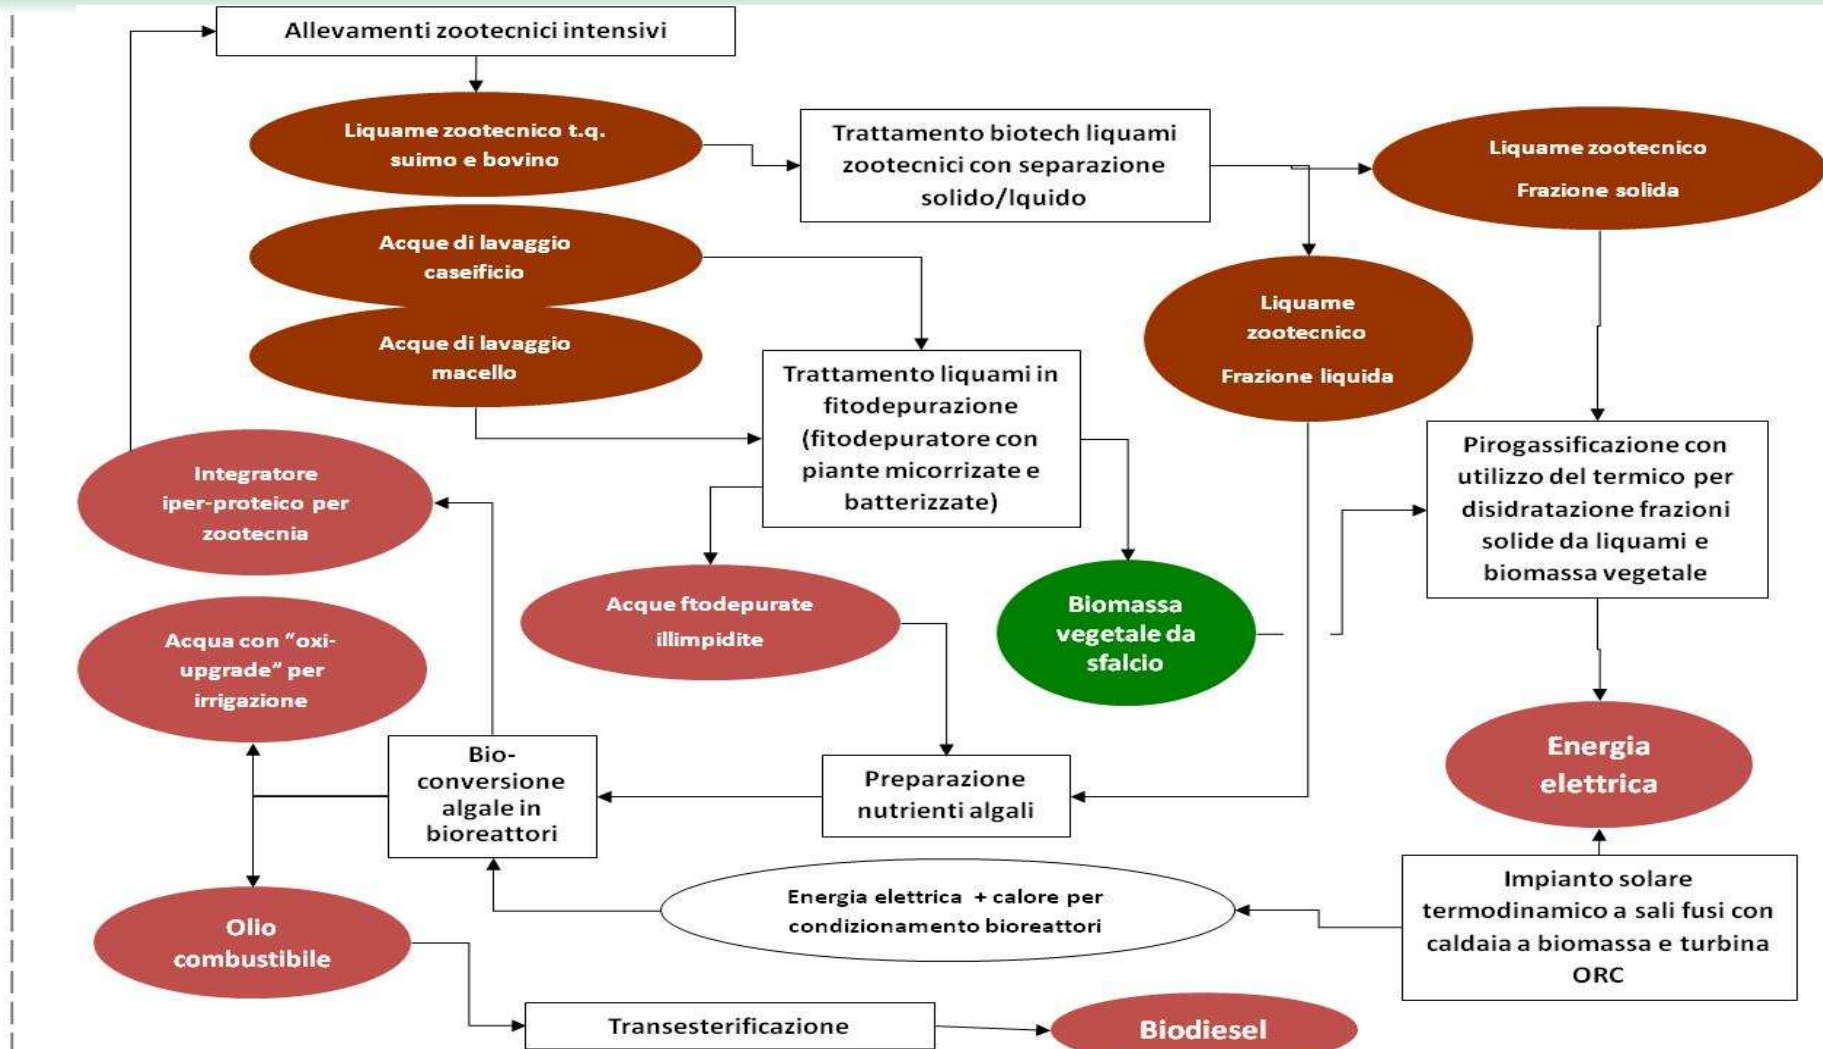 Allevamenti zootecnici intensivi
Liquame zootecnico t.q.
suimo e bovino
Trattamento biotech liquami
zootecnici con separazione
solido/lquido
Liquame zootecnico
Frazione solida
Acque di lavaggio
caseificio
Acque di lavaggio
macello
Liquame
zootecnico
Frazione liquida
Trattamento liquami in
fitodepurazione
(fitodepuratore con
piante micorrizate e
batterizzate)
Pirogassificazione con
utilizzo del termico per
disidratazione frazioni
solide da liquami e
biomassa vegetale
Integratore
iper-proteico per
zootecnia
Acque ftodepurate
illimpidite
Biomassa
vegetale da
sfalcio
Acqua con "oxi-
upgrade" per
irrigazione
Energia
elettrica
Bio-
conversione
algale in
bioreattori
Preparazione
nutrienti algali
Energia elettrica + calore per
condizionamento bioreattori
Impianto solare
termodinamico a sali fusi con
caldaia a biomassa e turbina
ORC
Olio
combustibile
Transesterificazione
Biodiesel